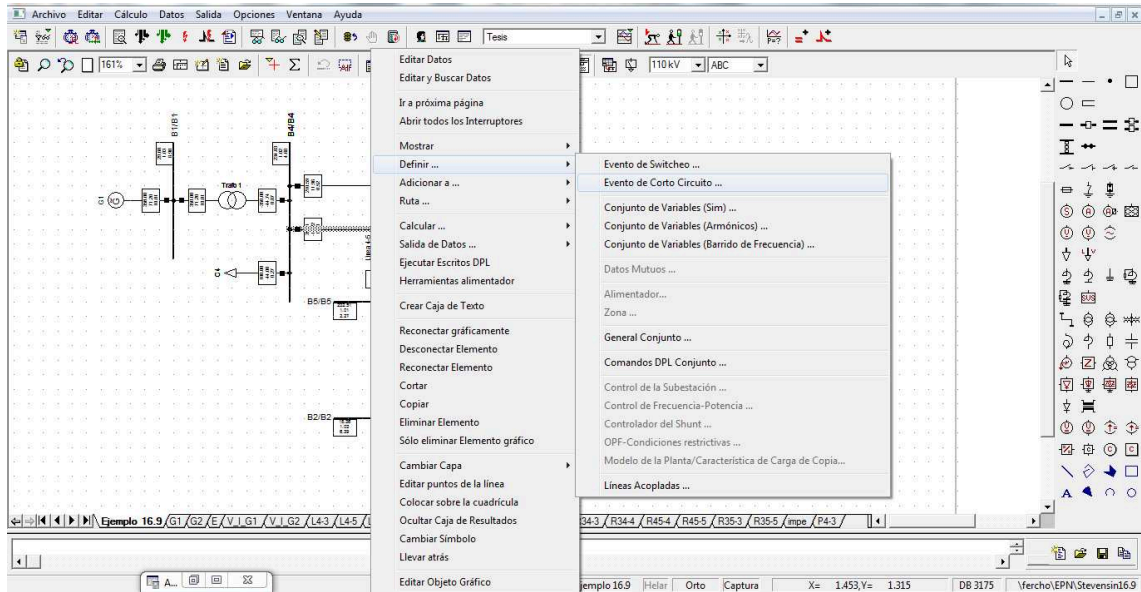 Archivo Editar Cálculo Datos Salida Opciones Ventana Ayuda
Tesis
161%
110 kV
ABC
B1/B1
B4/B4
Trafo 1
G1
C4
B5/B5
B2/B2
Editar Datos
Editar y Buscar Datos
Ir a próxima página
Abrir todos los Interruptores
Mostrar
Definir ...
Adicionar a ...
Ruta ...
Calcular ...
Salida de Datos ...
Ejecutar Escritos DPL
Herramientas alimentador
Crear Caja de Texto
Reconectar gráficamente
Desconectar Elemento
Reconectar Elemento
Cortar
Copiar
Eliminar Elemento
Sólo eliminar Elemento gráfico
Cambiar Capa
Editar puntos de la línea
Colocar sobre la cuadrícula
Ocultar Caja de Resultados
Cambiar Símbolo
Llevar atrás
Editar Objeto Gráfico
Evento de Switcheo ...
Evento de Corto Circuito ...
Conjunto de Variables (Sim) ...
Conjunto de Variables (Armónicos) ...
Conjunto de Variables (Barrido de Frecuencia) ...
Datos Mutuos ...
Alimentador...
Zona ...
General Conjunto ...
Comandos DPL Conjunto ...
Control de la Subestación ...
Control de Frecuencia-Potencia ...
Controlador del Shunt ...
OPF-Condiciones restrictivas ...
Modelo de la Planta/Característica de Carga de Copia...
Líneas Acopladas ...
Ejemplo 16.9 G1 G2 E V_I_G1 V_I_G2 L4-3 L4-5
34-3 R34-4 R45-4 R45-5 R35-3 R35-5 impe P4-3
A...
jemplo 16.9 Helar Orto Captura X= 1.453,Y= 1.315 DB 3175 \fercho\EPN\Stevensin16.9